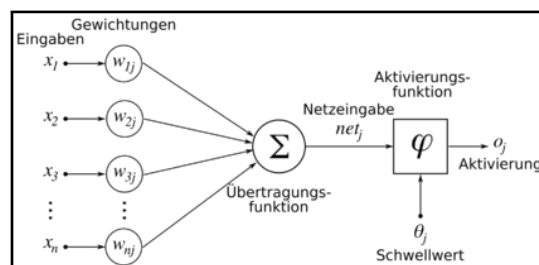 Gewichtungen
Eingaben
x₁ w₁ⱼ
x₂ w₂ⱼ
x₃ w₃ⱼ
⋮ ⋮
xₙ wₙⱼ
Σ
Übertragungs-
funktion
Netzeingabe
netⱼ
Aktivierungs-
funktion
φ
oⱼ
Aktivierung
θⱼ
Schwellwert